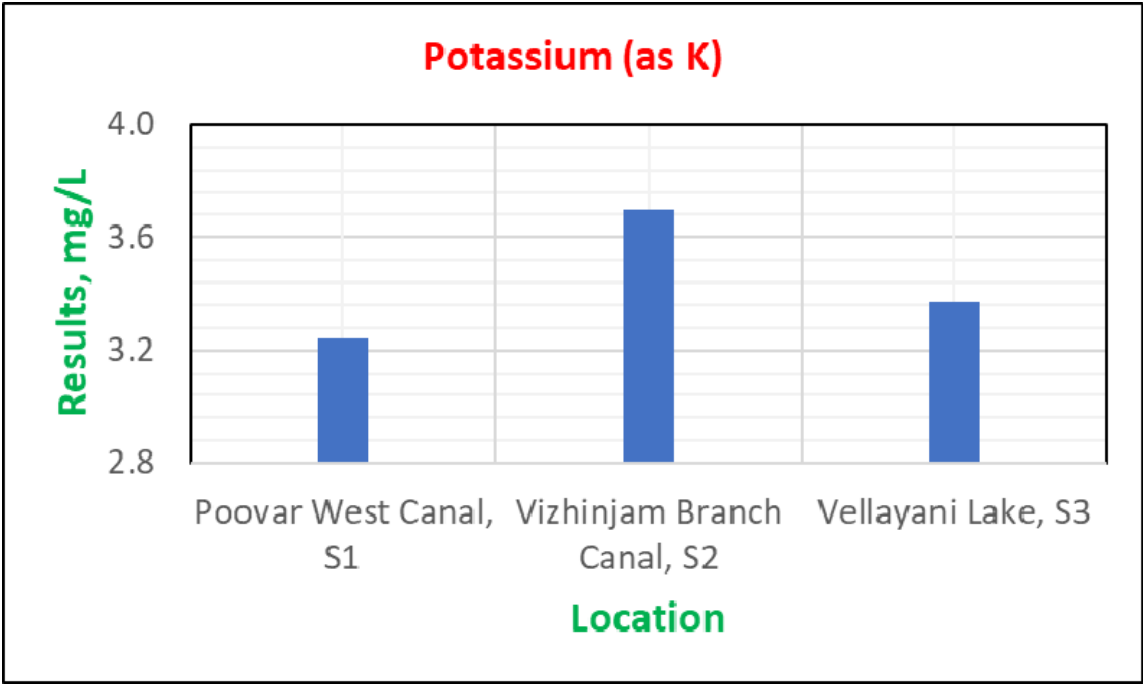 Potassium (as K)
Results, mg/L
4.0
3.6
3.2
2.8
Poovar West Canal,
S1
Vizhinjam Branch
Canal, S2
Vellayani Lake, S3
Location